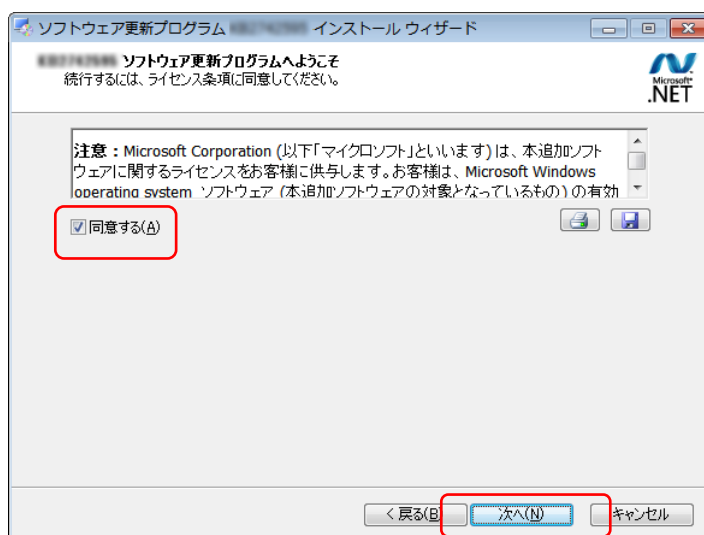 ソフトウェア更新プログラム インストール ウィザード
ソフトウェア更新プログラムへようこそ
続行するには、ライセンス条項に同意してください。
Microsoft®
.NET
注意：Microsoft Corporation (以下「マイクロソフト」といいます) は、本追加ソフト
ウェアに関するライセンスをお客様に供与します。お客様は、Microsoft Windows
operating system ソフトウェア (本追加ソフトウェアの対象となっているもの) の有効
同意する(A)
< 戻る(B
次へ(N)
キャンセル